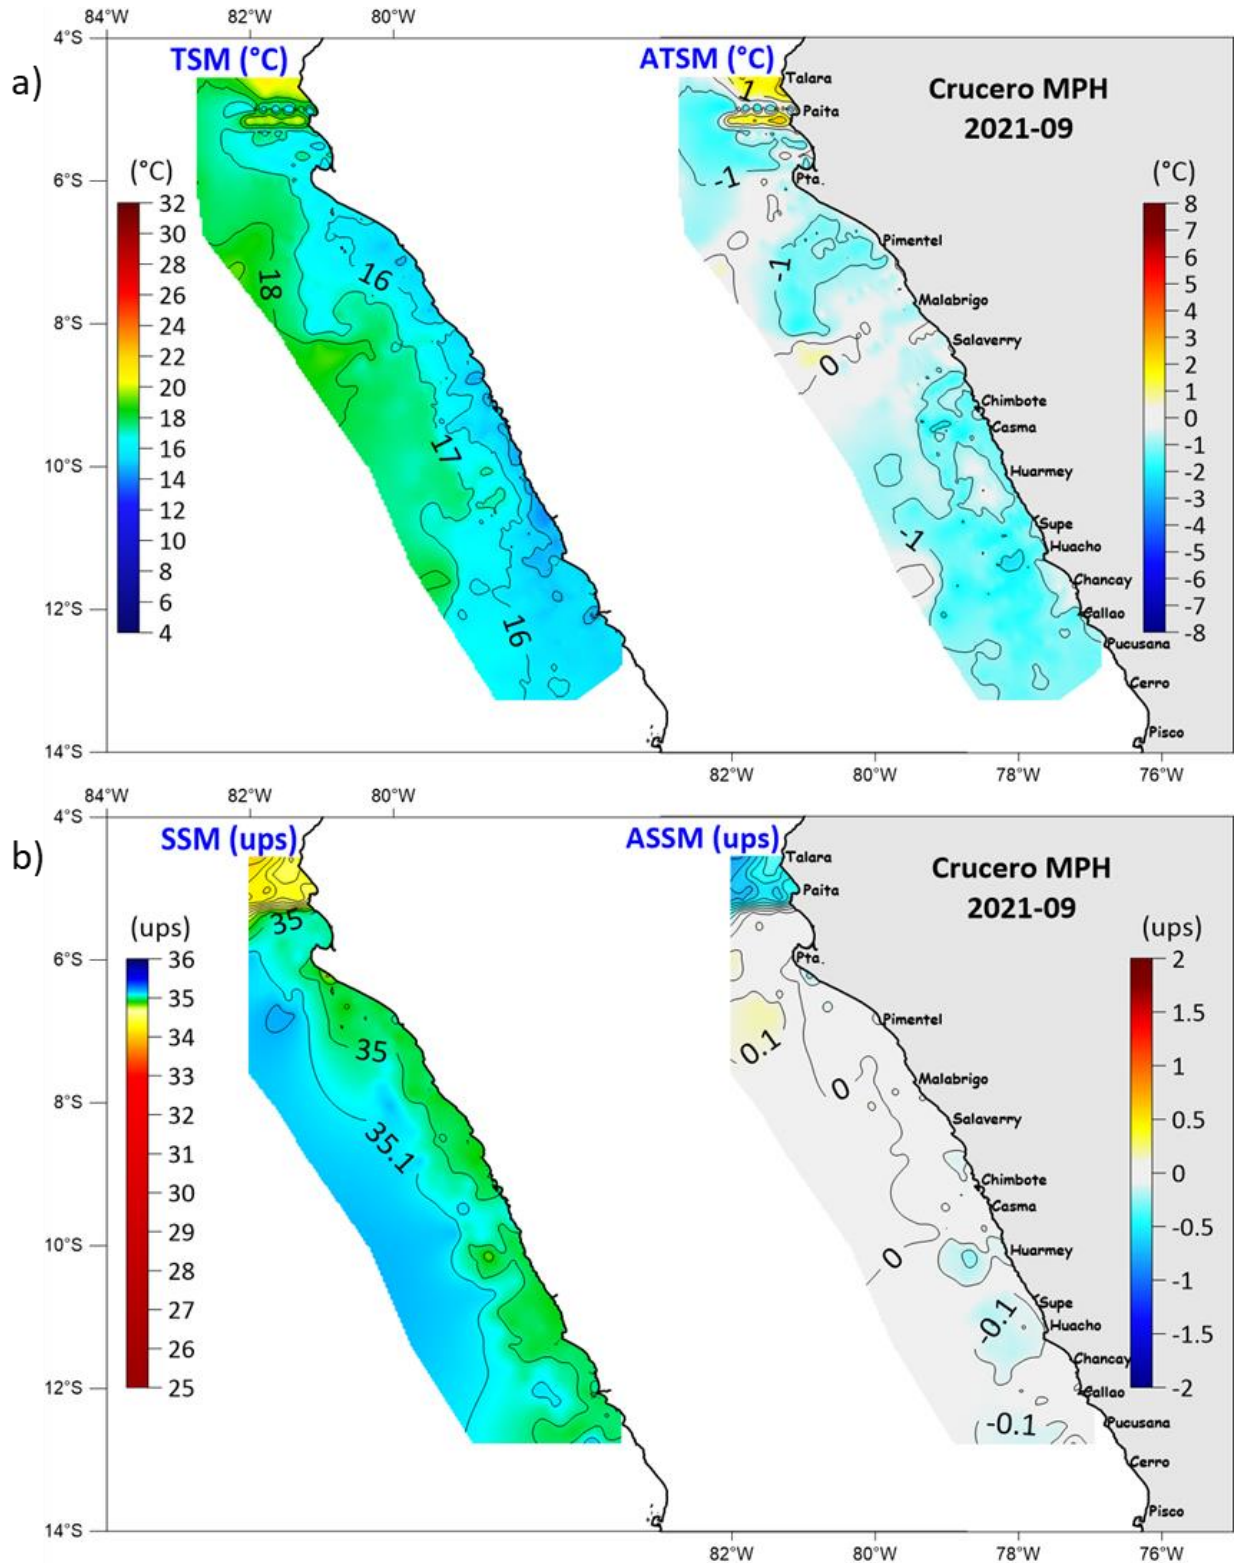 84°W 82°W 80°W
4°S
a)
TSM (°C)
ATSM (°C)
Crucero MPH
2021-09
1
Talara
Paita
(°C)
32
30
28
26
24
22
20
18
16
14
12
10
8
6
4
6°S
8°S
10°S
12°S
14°S
18
16
17
16
-1
Pta.
-1
0
-1
Pimentel
Malabrigo
Salaverry
Chimbote
Casma
Huarmey
Supe
Huacho
Chancay
Callao
Pucusana
Cerro
Pisco
(°C)
8
7
6
5
4
3
2
1
0
-1
-2
-3
-4
-5
-6
-7
-8
82°W 80°W 78°W 76°W
84°W 82°W 80°W
4°S
b)
SSM (ups)
ASSM (ups)
Crucero MPH
2021-09
Talara
Paita
(ups)
36
35
34
33
32
31
30
29
28
27
26
25
6°S
8°S
10°S
12°S
14°S
35
35
35.1
Pta.
0.1
0
0
-0.1
-0.1
Pimentel
Malabrigo
Salaverry
Chimbote
Casma
Huarmey
Supe
Huacho
Chancay
Callao
Pucusana
Cerro
Pisco
(ups)
2
1.5
1
0.5
0
-0.5
-1
-1.5
-2
82°W 80°W 78°W 76°W